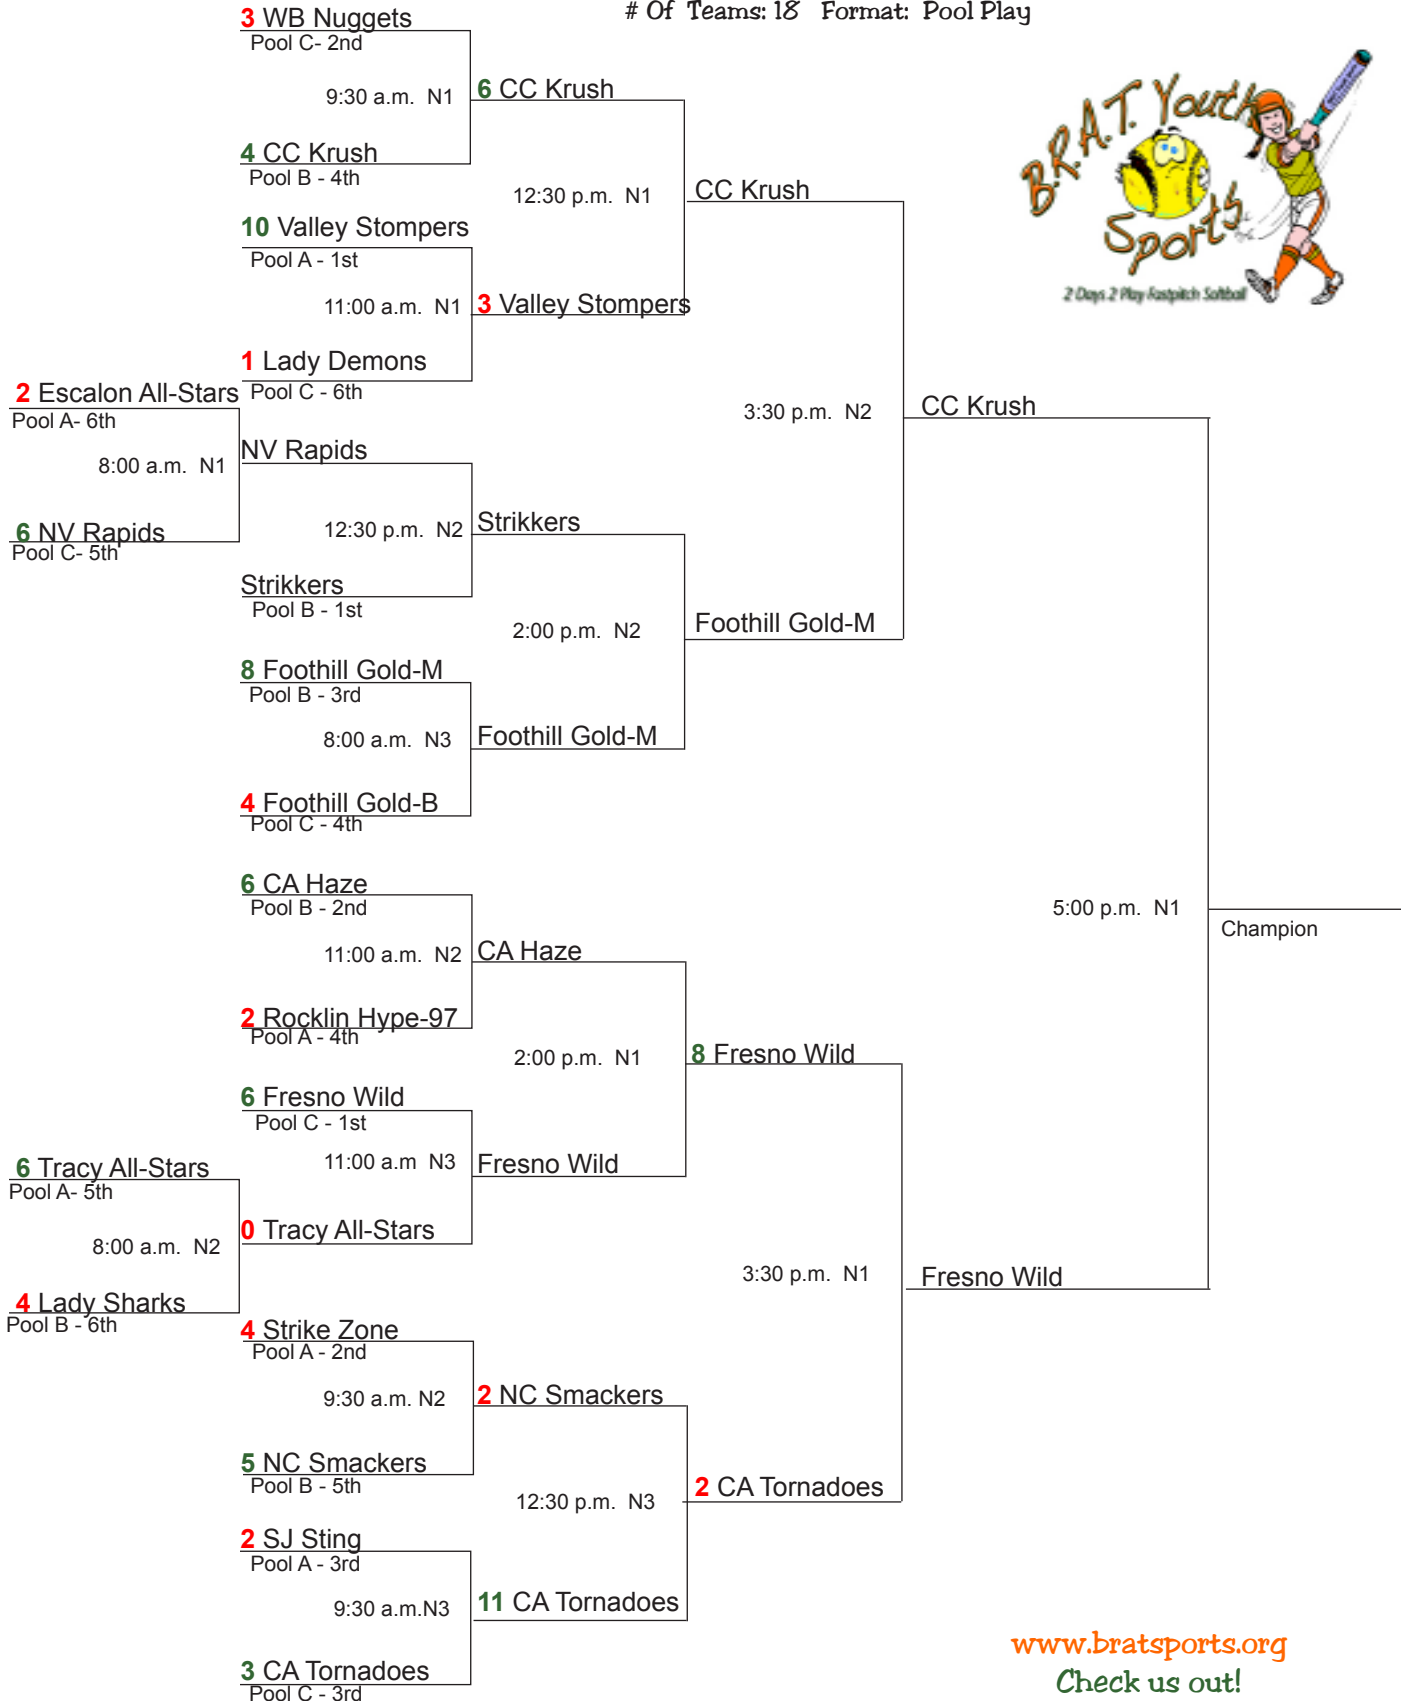 # Of Teams: 18 Format: Pool Play
3 WB Nuggets
Pool C- 2nd
9:30 a.m. N1
6 CC Krush
4 CC Krush
Pool B - 4th
12:30 p.m. N1
CC Krush
10 Valley Stompers
Pool A - 1st
11:00 a.m. N1
3 Valley Stompers
1 Lady Demons
Pool C - 6th
2 Escalon All-Stars
Pool A- 6th
8:00 a.m. N1
NV Rapids
6 NV Rapids
Pool C- 5th
3:30 p.m. N2
CC Krush
12:30 p.m. N2
Strikkers
Strikkers
Pool B - 1st
2:00 p.m. N2
Foothill Gold-M
8 Foothill Gold-M
Pool B - 3rd
8:00 a.m. N3
Foothill Gold-M
4 Foothill Gold-B
Pool C - 4th
6 CA Haze
Pool B - 2nd
11:00 a.m. N2
CA Haze
2 Rocklin Hype-97
Pool A - 4th
5:00 p.m. N1
Champion
2:00 p.m. N1
8 Fresno Wild
6 Fresno Wild
Pool C - 1st
11:00 a.m N3
Fresno Wild
6 Tracy All-Stars
Pool A- 5th
8:00 a.m. N2
0 Tracy All-Stars
4 Lady Sharks
Pool B - 6th
3:30 p.m. N1
Fresno Wild
4 Strike Zone
Pool A - 2nd
9:30 a.m. N2
2 NC Smackers
5 NC Smackers
Pool B - 5th
12:30 p.m. N3
2 CA Tornadoes
2 SJ Sting
Pool A - 3rd
9:30 a.m.N3
11 CA Tornadoes
3 CA Tornadoes
Pool C - 3rd
B.R.A.T. Youth
Sports
2 Days 2 Play Fastpitch Softball
www.bratsports.org
Check us out!